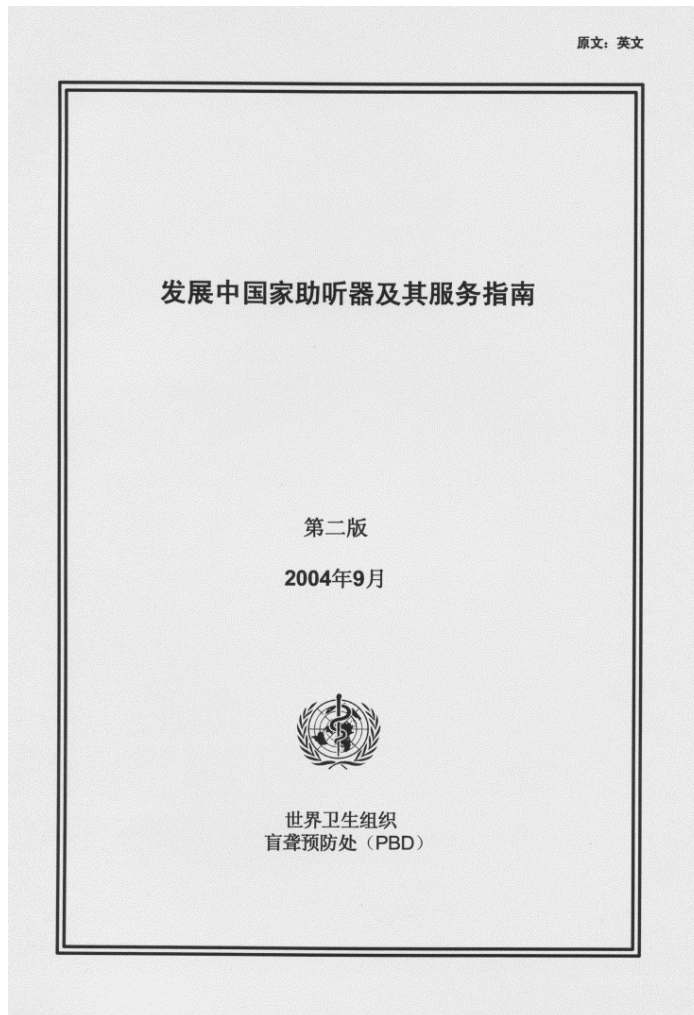 原文：英文
发展中国家助听器及其服务指南
第二版
2004年9月
世界卫生组织
盲聋预防处（PBD）